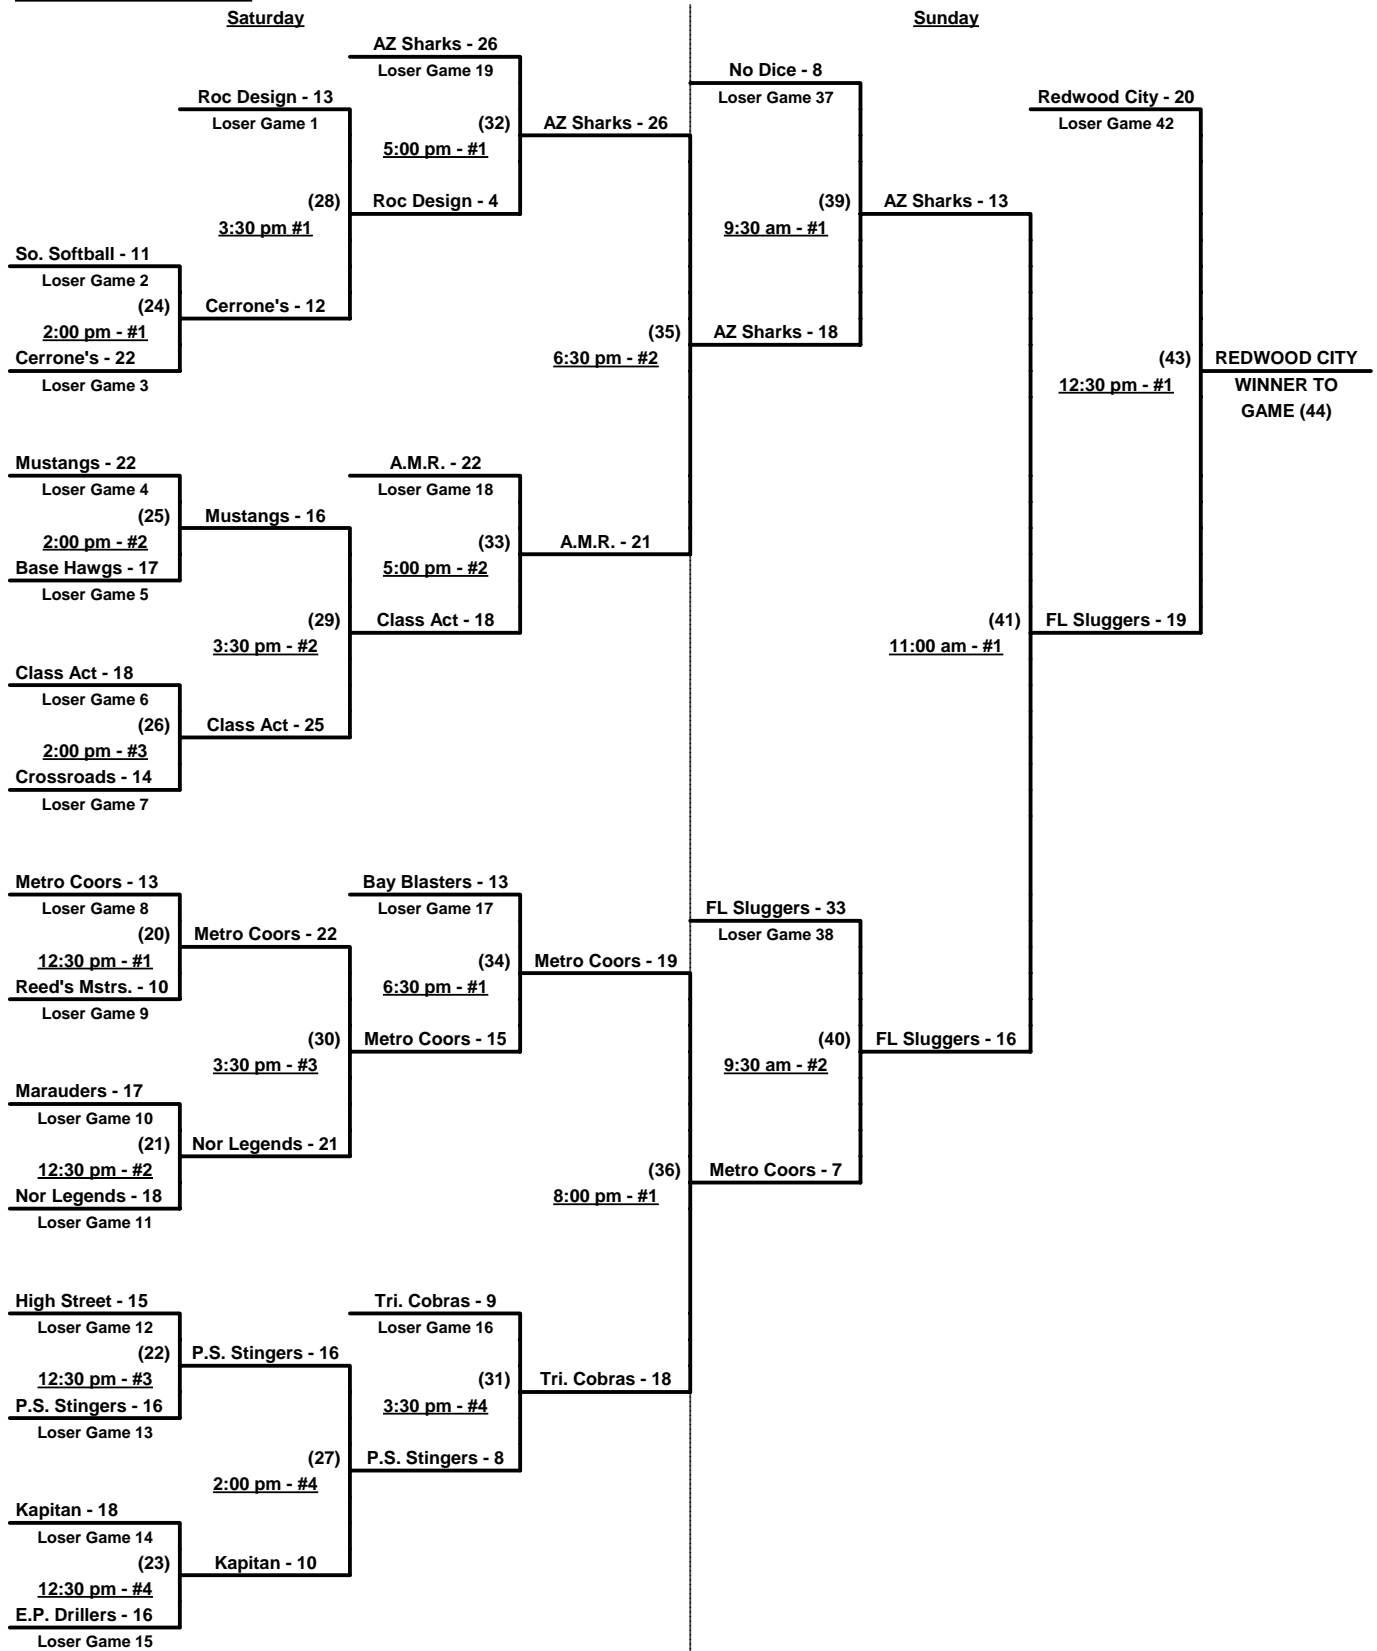 Saturday
Sunday
AZ Sharks - 26
Loser Game 19
No Dice - 8
Loser Game 37
Roc Design - 13
Loser Game 1
Redwood City - 20
Loser Game 42
(32)
5:00 pm - #1
AZ Sharks - 26
(28)
3:30 pm #1
Roc Design - 4
(39)
9:30 am - #1
AZ Sharks - 13
So. Softball - 11
Loser Game 2
(24)
2:00 pm - #1
Cerrone's - 22
Loser Game 3
Cerrone's - 12
(35)
6:30 pm - #2
AZ Sharks - 18
(43)
12:30 pm - #1
REDWOOD CITY
WINNER TO
GAME (44)
Mustangs - 22
Loser Game 4
(25)
2:00 pm - #2
Base Hawgs - 17
Loser Game 5
Mustangs - 16
A.M.R. - 22
Loser Game 18
(33)
5:00 pm - #2
A.M.R. - 21
(29)
3:30 pm - #2
Class Act - 18
(41)
11:00 am - #1
FL Sluggers - 19
Class Act - 18
Loser Game 6
(26)
2:00 pm - #3
Crossroads - 14
Loser Game 7
Class Act - 25
Metro Coors - 13
Loser Game 8
(20)
12:30 pm - #1
Reed's Mstrs. - 10
Loser Game 9
Metro Coors - 22
Bay Blasters - 13
Loser Game 17
(34)
6:30 pm - #1
Metro Coors - 19
FL Sluggers - 33
Loser Game 38
(30)
3:30 pm - #3
Metro Coors - 15
(40)
9:30 am - #2
FL Sluggers - 16
Marauders - 17
Loser Game 10
(21)
12:30 pm - #2
Nor Legends - 18
Loser Game 11
Nor Legends - 21
(36)
8:00 pm - #1
Metro Coors - 7
High Street - 15
Loser Game 12
(22)
12:30 pm - #3
P.S. Stingers - 16
Loser Game 13
P.S. Stingers - 16
Tri. Cobras - 9
Loser Game 16
(31)
3:30 pm - #4
Tri. Cobras - 18
(27)
2:00 pm - #4
P.S. Stingers - 8
Kapitan - 18
Loser Game 14
(23)
12:30 pm - #4
E.P. Drillers - 16
Loser Game 15
Kapitan - 10